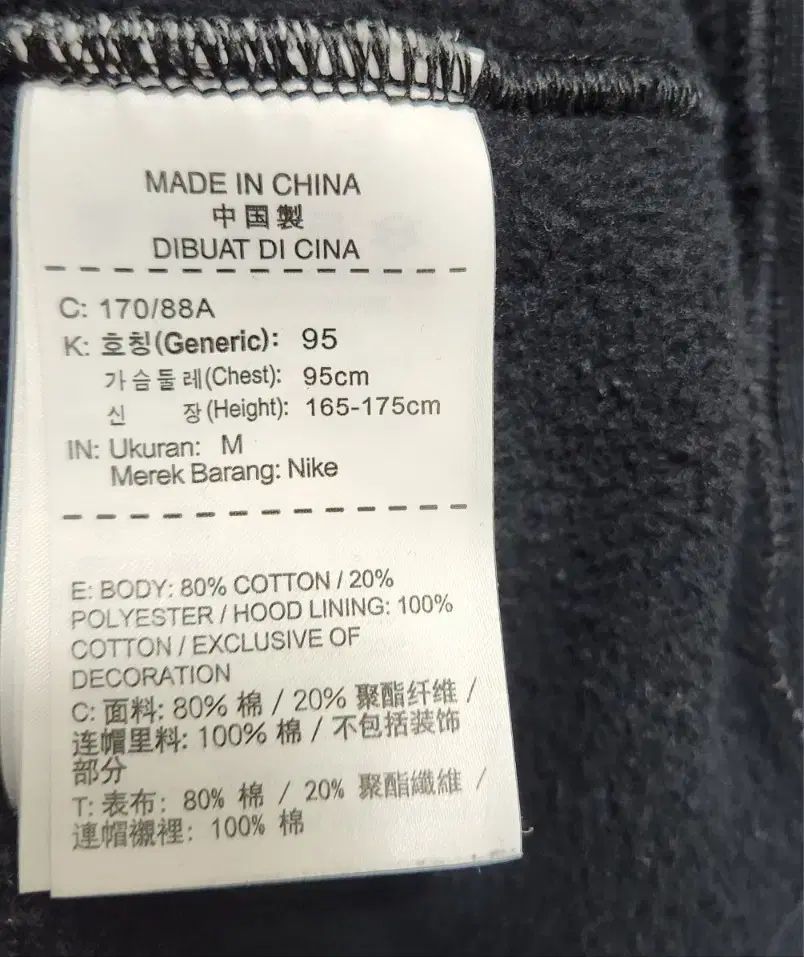 MADE IN CHINA
中国製
DIBUAT DI CINA
C: 170/88A
K: 호칭(Generic): 95
가슴둘레(Chest): 95cm
신 장(Height): 165-175cm
IN: Ukuran: M
Merek Barang: Nike
E: BODY: 80% COTTON / 20%
POLYESTER / HOOD LINING: 100%
COTTON / EXCLUSIVE OF
DECORATION
C: 面料: 80% 棉 / 20% 聚酯纤维 /
连帽里料: 100% 棉 / 不包括装饰
部分
T: 表布: 80% 棉 / 20% 聚酯纖維 /
連帽襯裡: 100% 棉